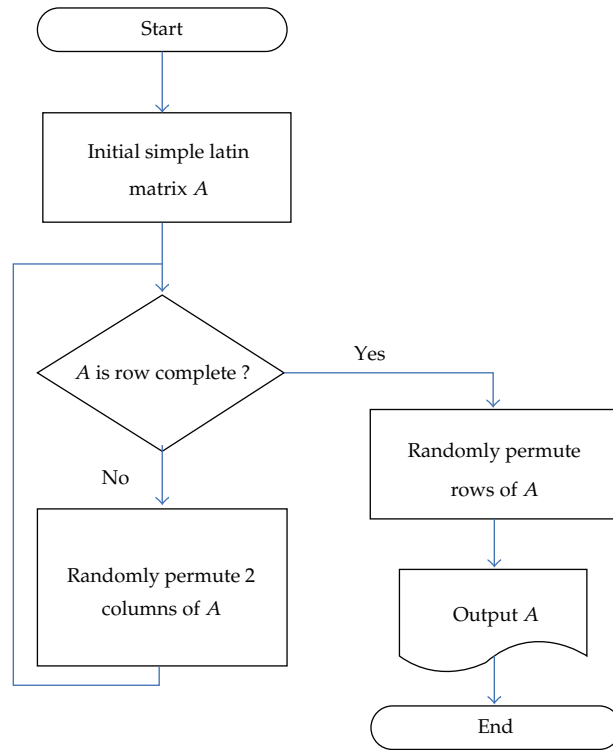 Start
Initial simple latin
matrix A
A is row complete ?
Yes
No
Randomly permute
rows of A
Randomly permute 2
columns of A
Output A
End